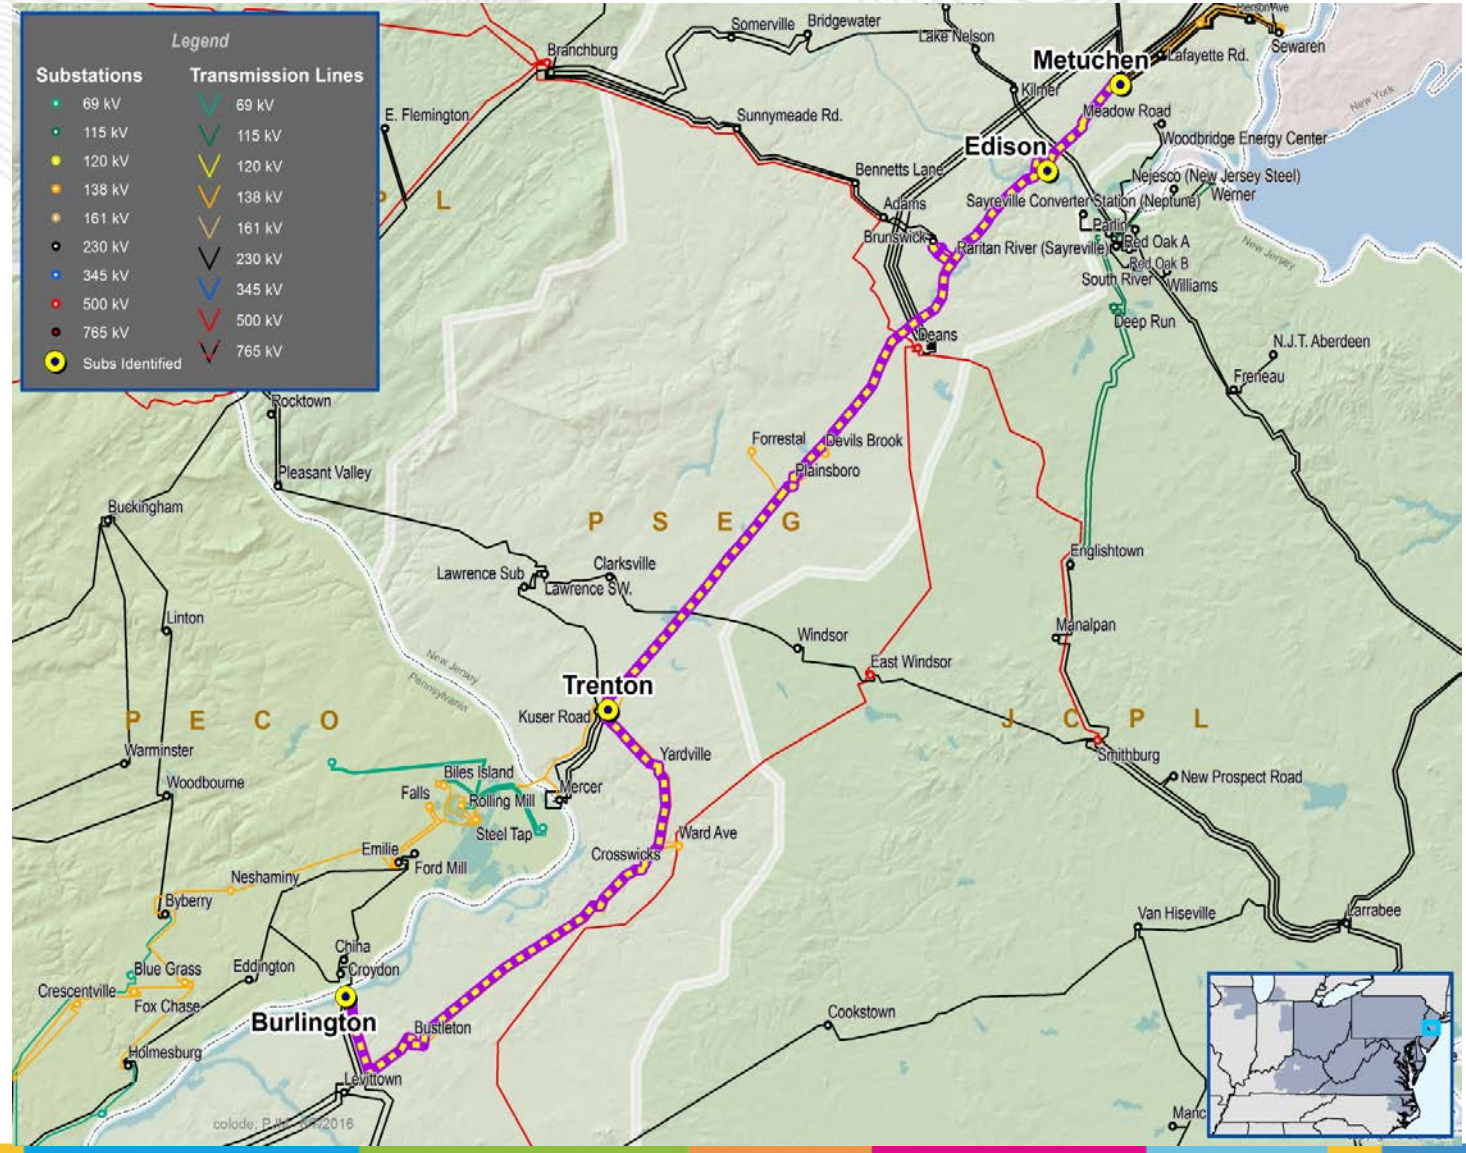 Legend
Substations
Transmission Lines
69 kV
69 kV
115 kV
115 kV
120 kV
120 kV
138 kV
138 kV
161 kV
161 kV
230 kV
230 kV
345 kV
345 kV
500 kV
500 kV
765 kV
765 kV
Subs Identified
Somerville
Bridgewater
Lake Nelson
Sewaren
Branchburg
Metuchen
Lafayette Rd.
Kilmer
New York
E. Flemington
Sunnymeade Rd.
Meadow Road
Woodbridge Energy Center
Edison
Bennetts Lane
Nejesco (New Jersey Steel)
Werner
P L
Adams
Sayreville Converter Station (Neptune)
Parlin
Brunswick
Raritan River (Sayreville)
Red Oak A
New Jersey
Red Oak B
South River
Williams
Deep Run
Deans
N.J.T. Aberdeen
Freneau
Rocktown
Forrestal
Devils Brook
Plainsboro
Pleasant Valley
Buckingham
P S E G
Englishtown
Clarksville
Lawrence Sub
Lawrence SW.
Linton
Windsor
Manalpan
East Windsor
New Jersey
Pennsylvania
Trenton
Kuser Road
P E C O
J C P L
Yardville
Smithburg
Warminster
Woodbourne
Biles Island
Mercer
New Prospect Road
Falls
Rolling Mill
Steel Tap
Ward Ave
Crosswicks
Emilie
Ford Mill
Neshaminy
Byberry
Van Hiseville
Larrabee
China
Croydon
Eddington
Blue Grass
Crescentville
Fox Chase
Burlington
Bustleton
Cookstown
Holmesburg
Levittown
Manc